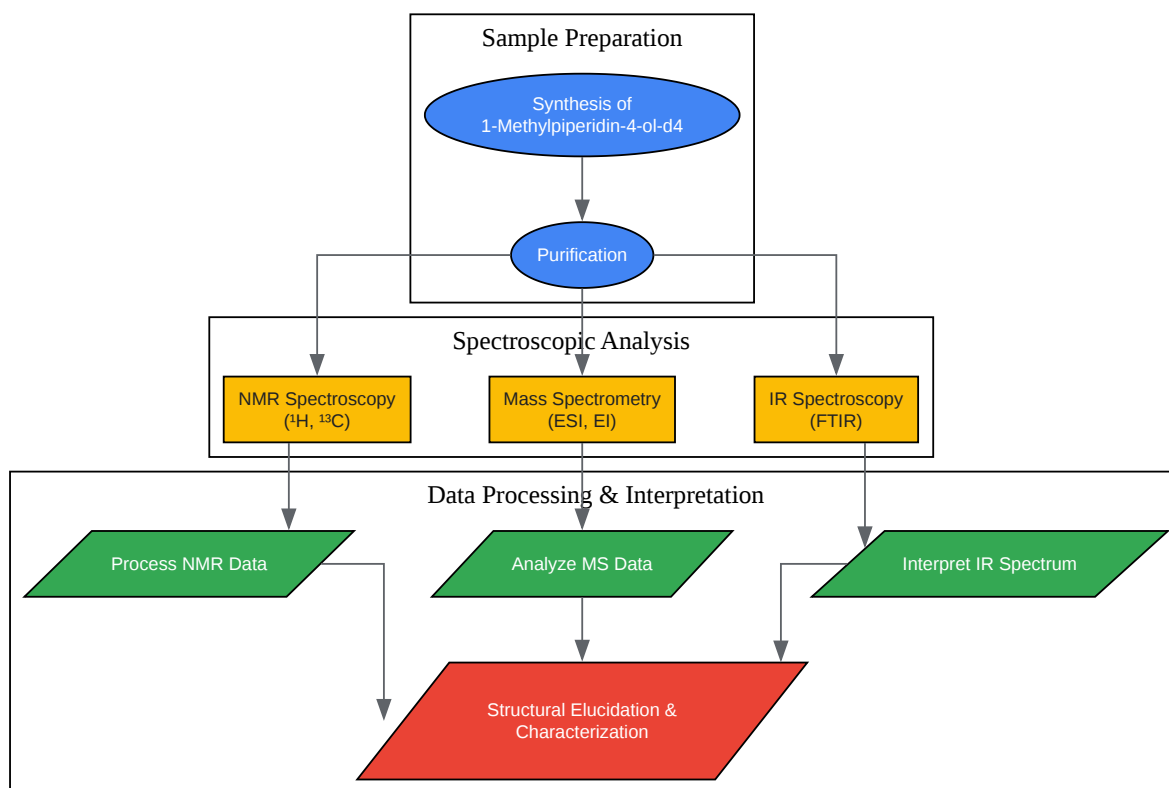 Sample Preparation
Synthesis of
1-Methylpiperidin-4-ol-d4
Purification
Spectroscopic Analysis
NMR Spectroscopy
(¹H, ¹³C)
Mass Spectrometry
(ESI, EI)
IR Spectroscopy
(FTIR)
Data Processing & Interpretation
Process NMR Data
Analyze MS Data
Interpret IR Spectrum
Structural Elucidation &
Characterization